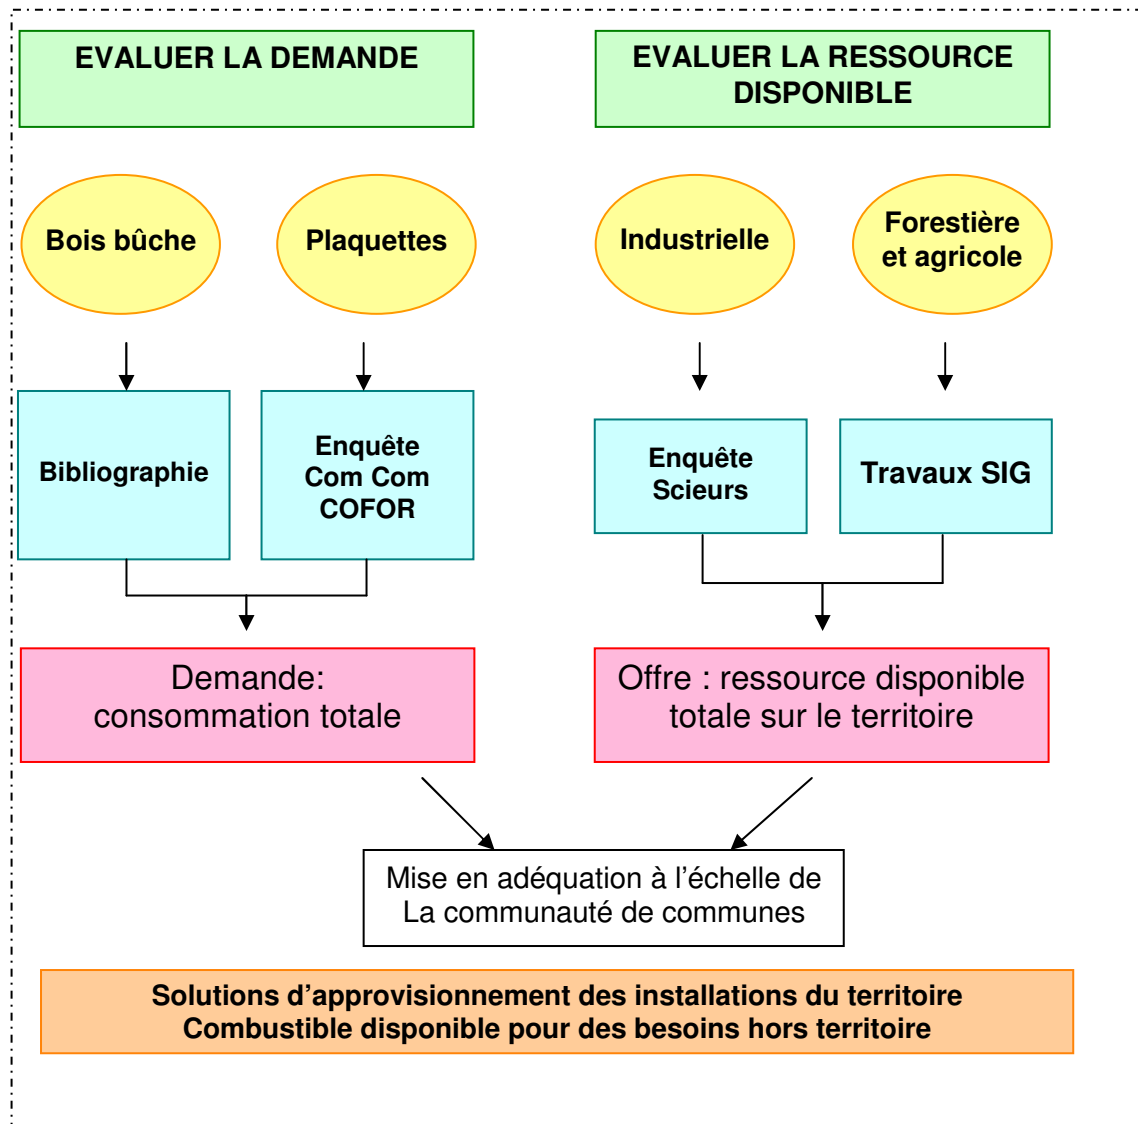 EVALUER LA DEMANDE
EVALUER LA RESSOURCE
DISPONIBLE
Bois bûche
Plaquettes
Industrielle
Forestière
et agricole
Bibliographie
Enquête
Com Com
COFOR
Enquête
Scieurs
Travaux SIG
Demande:
consommation totale
Offre : ressource disponible
totale sur le territoire
Mise en adéquation à l’échelle de
La communauté de communes
Solutions d’approvisionnement des installations du territoire
Combustible disponible pour des besoins hors territoire